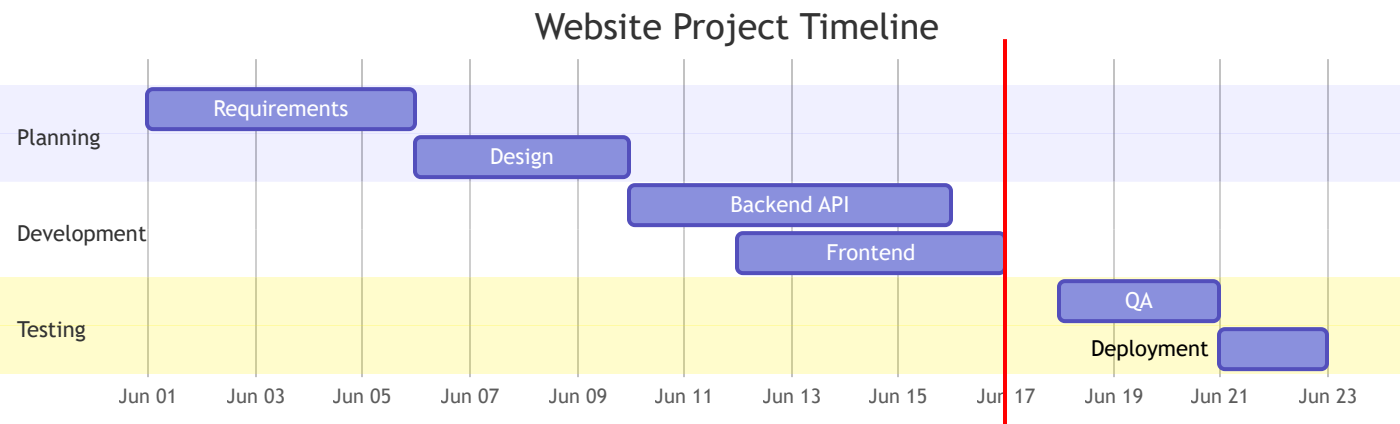 Website Project Timeline
Planning
Requirements
Design
Development
Backend API
Frontend
Testing
QA
Deployment
Jun 01 Jun 03 Jun 05 Jun 07 Jun 09 Jun 11 Jun 13 Jun 15 Jun 17 Jun 19 Jun 21 Jun 23